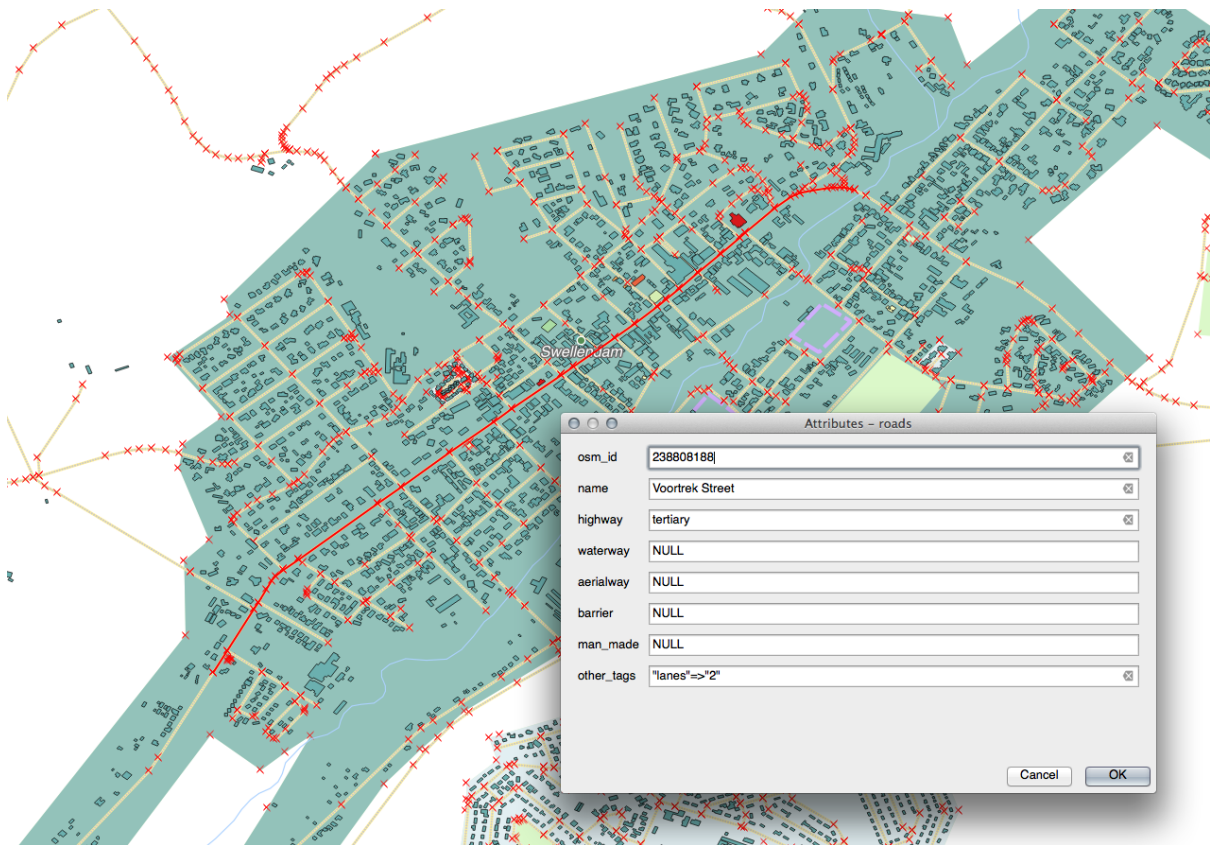 Swellendam
Attributes – roads
osm_id 238808188
name Voortrek Street
highway tertiary
waterway NULL
aerialway NULL
barrier NULL
man_made NULL
other_tags "lanes"=>"2"
Cancel OK